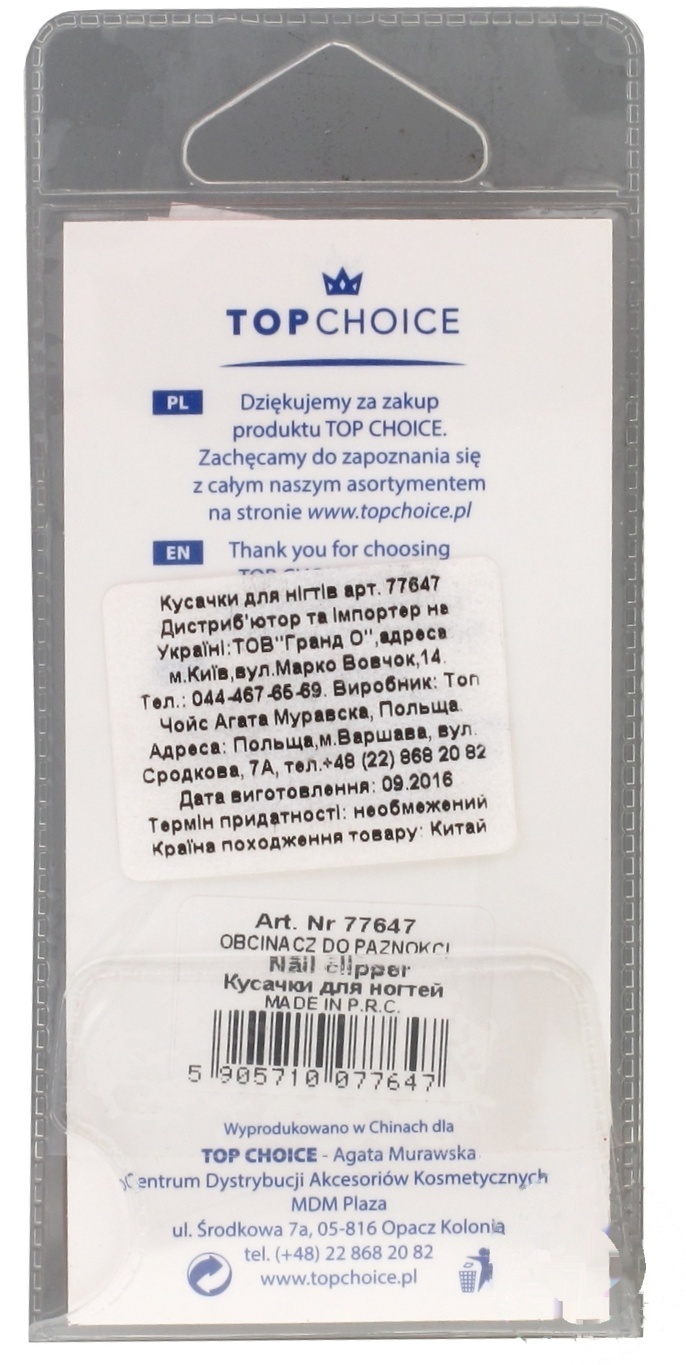 TOPCHOICE
PL
Dziękujemy za zakup
produktu TOP CHOICE.
Zachęcamy do zapoznania się
z całym naszym asortymentem
na stronie www.topchoice.pl
EN
Thank you for choosing
TOP
Кусачки для нігтів арт. 77647
Дистриб'ютор та імпортер на
Україні:ТОВ"Гранд О",адреса
м.Київ,вул.Марко Вовчок,14.
Тел.: 044-467-66-69. Виробник: Топ
Чойс Агата Муравска, Польща.
Адреса: Польща,м.Варшава, вул.
Сродкова, 7А, тел.+48 (22) 868 20 82
Дата виготовлення: 09.2016
Термін придатності: необмежений
Країна походження товару: Китай
Art. Nr 77647
OBCINACZ DO PAZNOKCI
Nail clipper
Кусачки для ногтей
MADE IN P.R.C.
5 905710 077647
Wyprodukowano w Chinach dla
TOP CHOICE - Agata Murawska
Centrum Dystrybucji Akcesoriów Kosmetycznych
MDM Plaza
ul. Środkowa 7a, 05-816 Opacz Kolonia
tel. (+48) 22 868 20 82
www.topchoice.pl